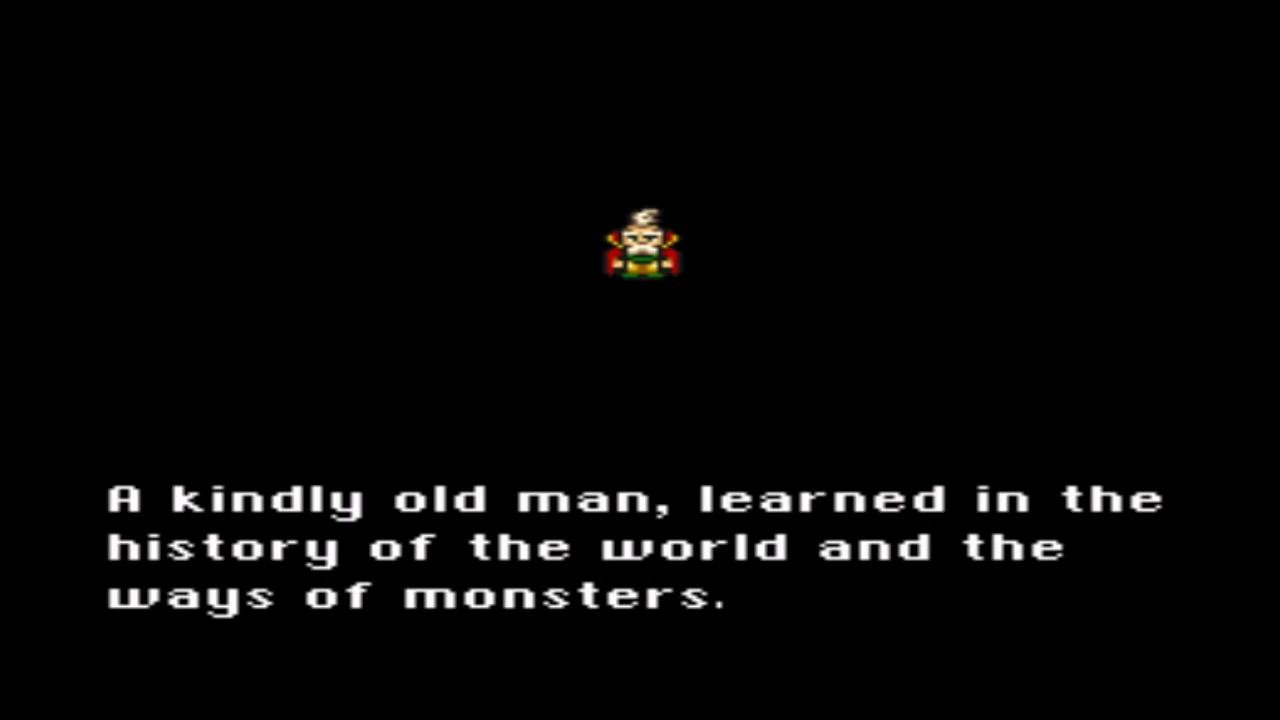 A kindly old man, learned in the
history of the world and the
ways of monsters.